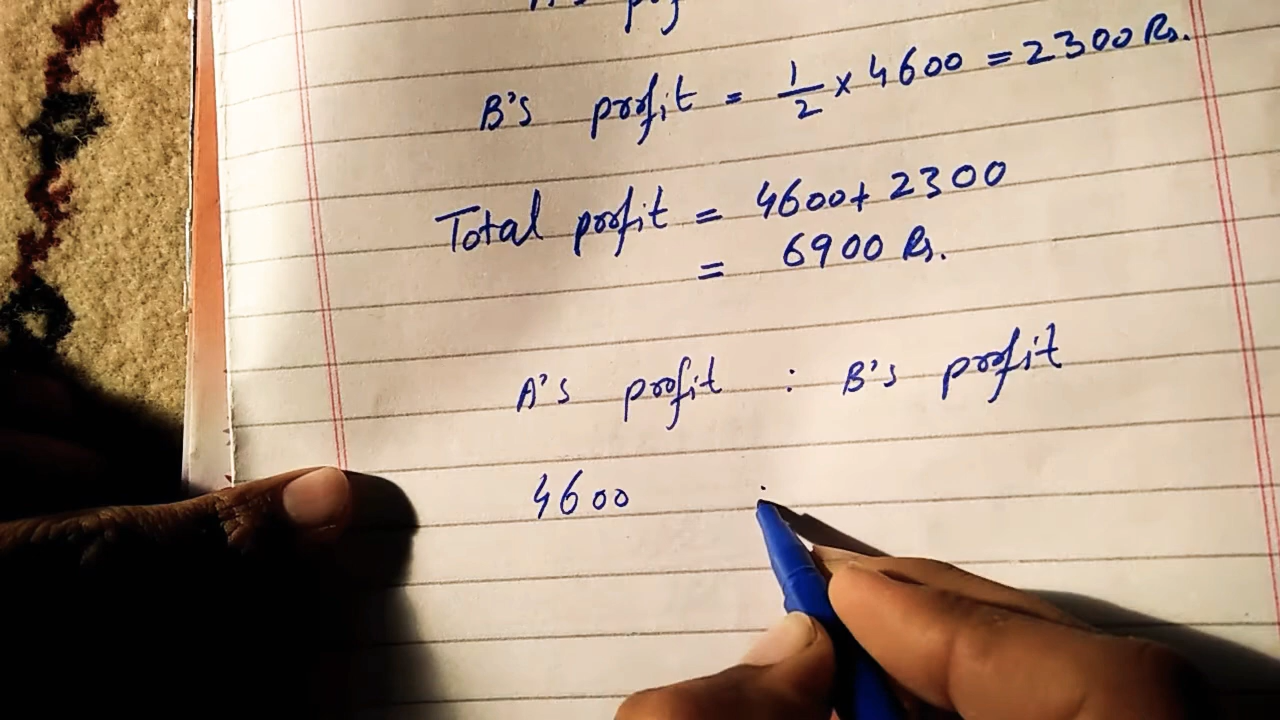 A's
B's profit = 1/2 × 4600 = 2300 Rs.
Total profit = 4600 + 2300
= 6900 Rs.
A's profit : B's profit
4600 :